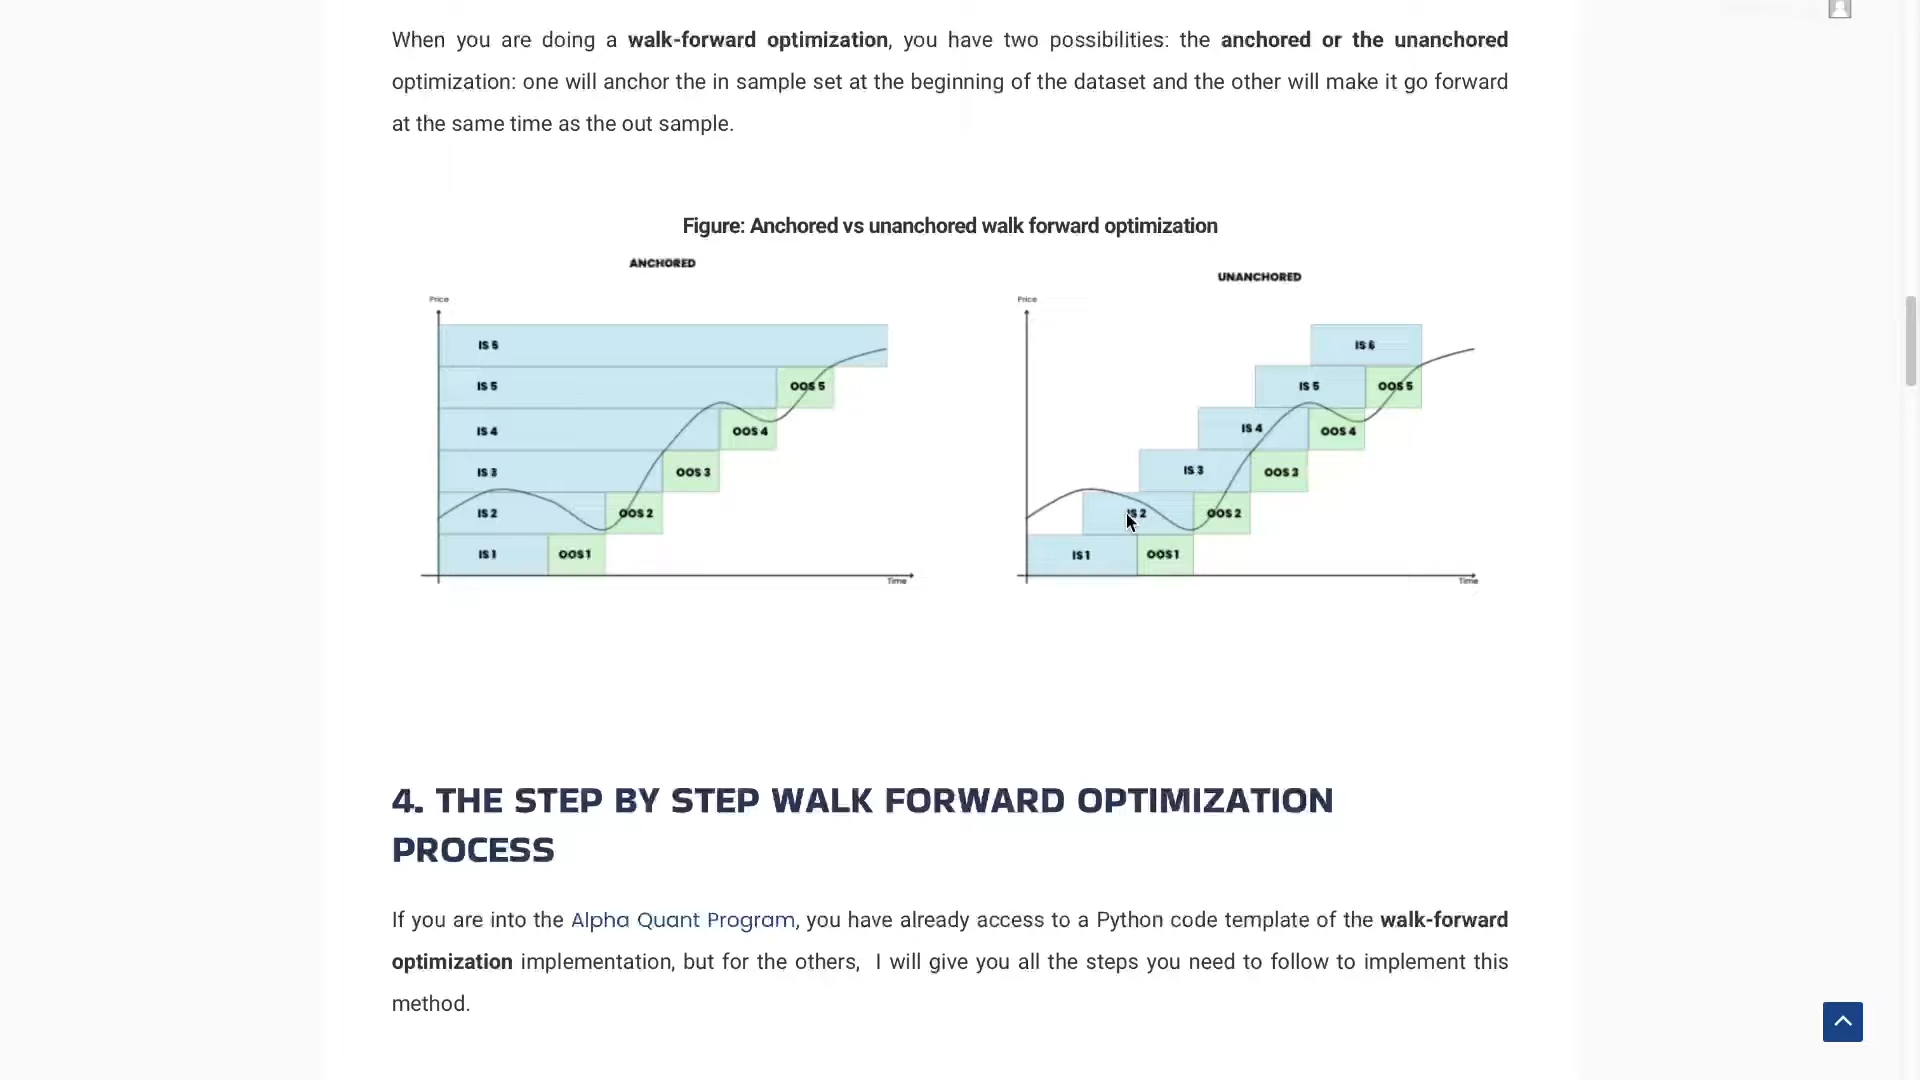 When you are doing a walk-forward optimization, you have two possibilities: the anchored or the unanchored
optimization: one will anchor the in sample set at the beginning of the dataset and the other will make it go forward
at the same time as the out sample.
Figure: Anchored vs unanchored walk forward optimization
ANCHORED
Price
IS 5
IS 5
OOS 5
IS 4
OOS 4
IS 3
OOS 3
IS 2
OOS 2
IS 1
OOS 1
Time
UNANCHORED
Price
IS 6
IS 5
OOS 5
IS 4
OOS 4
IS 3
OOS 3
IS 2
OOS 2
IS 1
OOS 1
Time
4. THE STEP BY STEP WALK FORWARD OPTIMIZATION
PROCESS
If you are into the Alpha Quant Program, you have already access to a Python code template of the walk-forward
optimization implementation, but for the others, I will give you all the steps you need to follow to implement this
method.